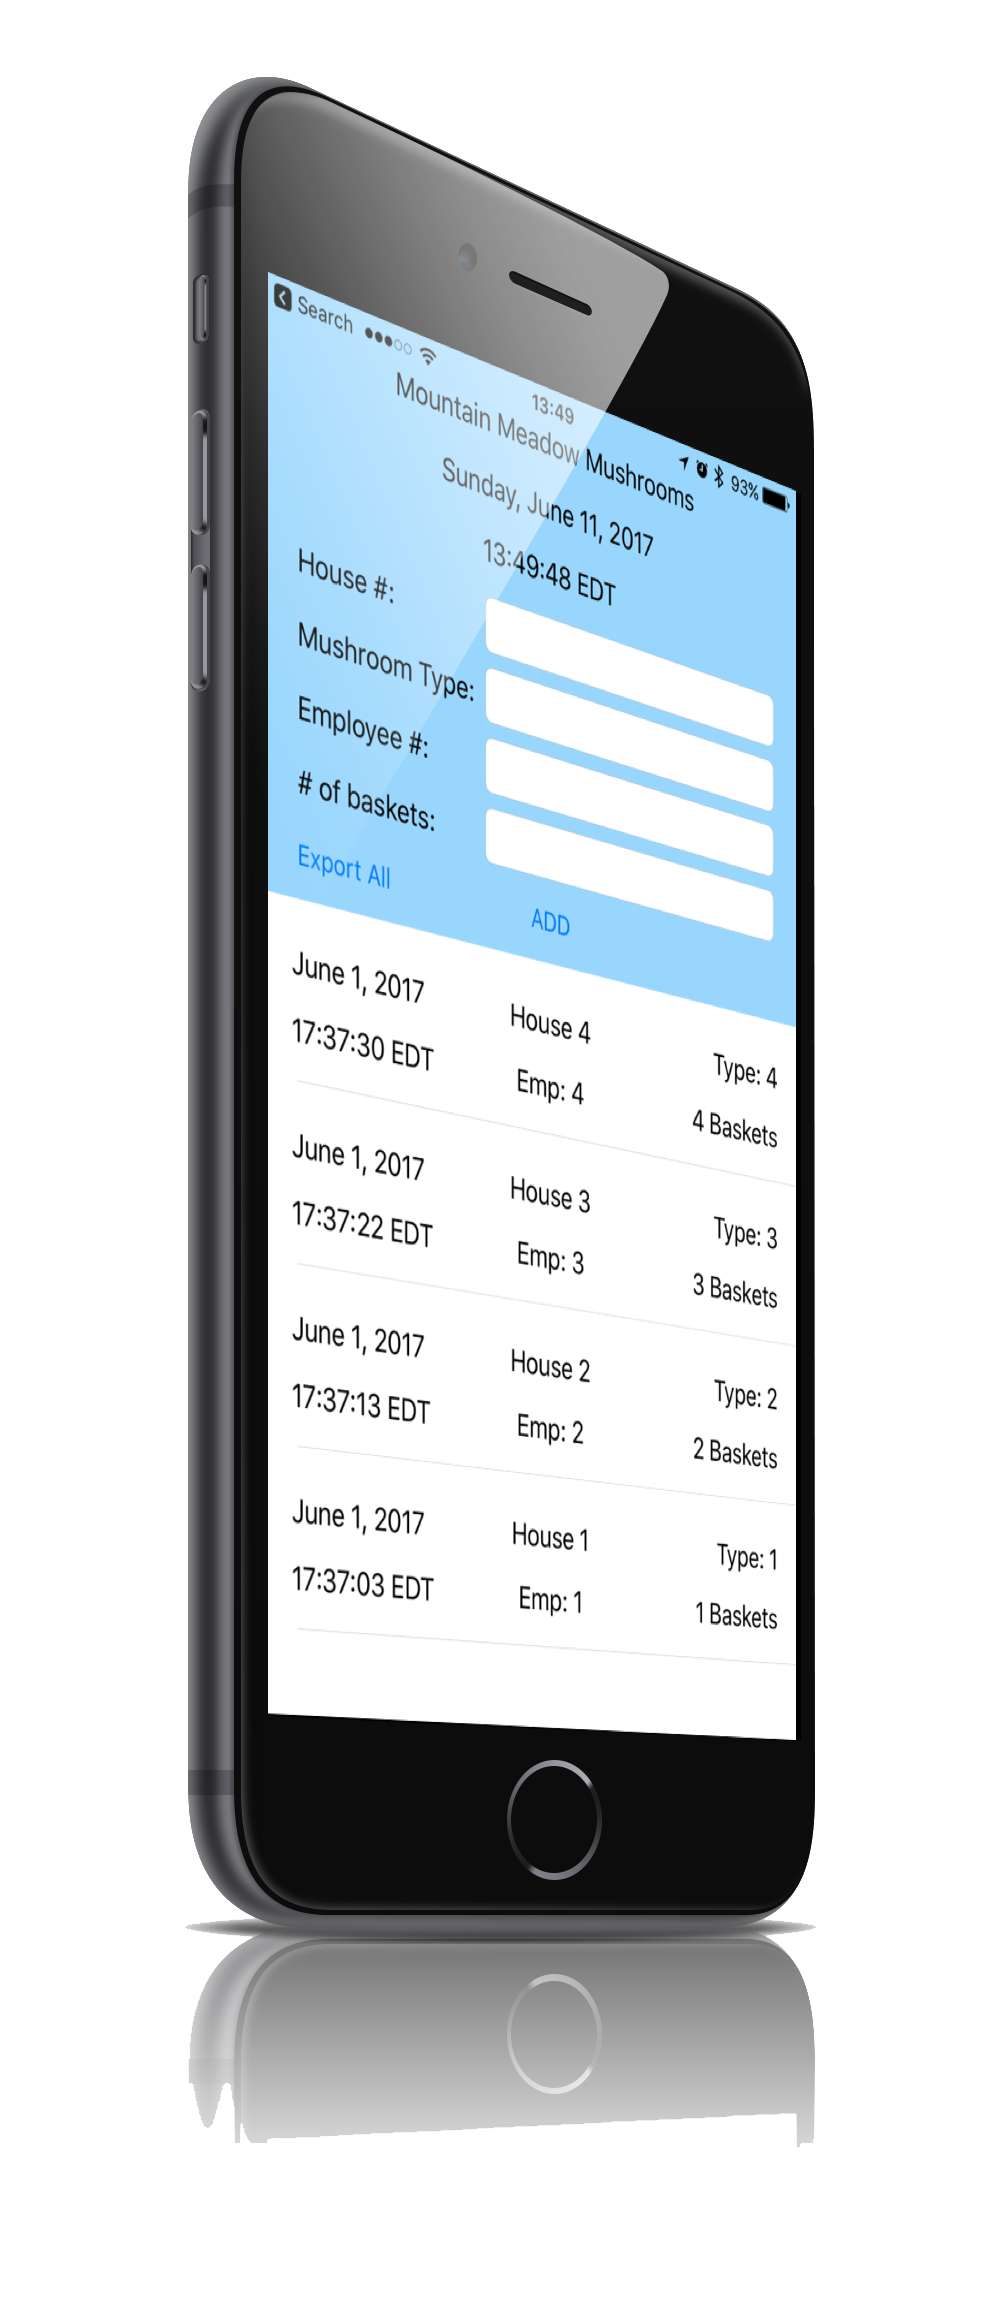 Search 13:49 93%
Mountain Meadow Mushrooms
Sunday, June 11, 2017
13:49:48 EDT
House #:
Mushroom Type:
Employee #:
# of baskets:
Export All
ADD
June 1, 2017 House 4 Type: 4
17:37:30 EDT Emp: 4 4 Baskets
June 1, 2017 House 3 Type: 3
17:37:22 EDT Emp: 3 3 Baskets
June 1, 2017 House 2 Type: 2
17:37:13 EDT Emp: 2 2 Baskets
June 1, 2017 House 1 Type: 1
17:37:03 EDT Emp: 1 1 Baskets